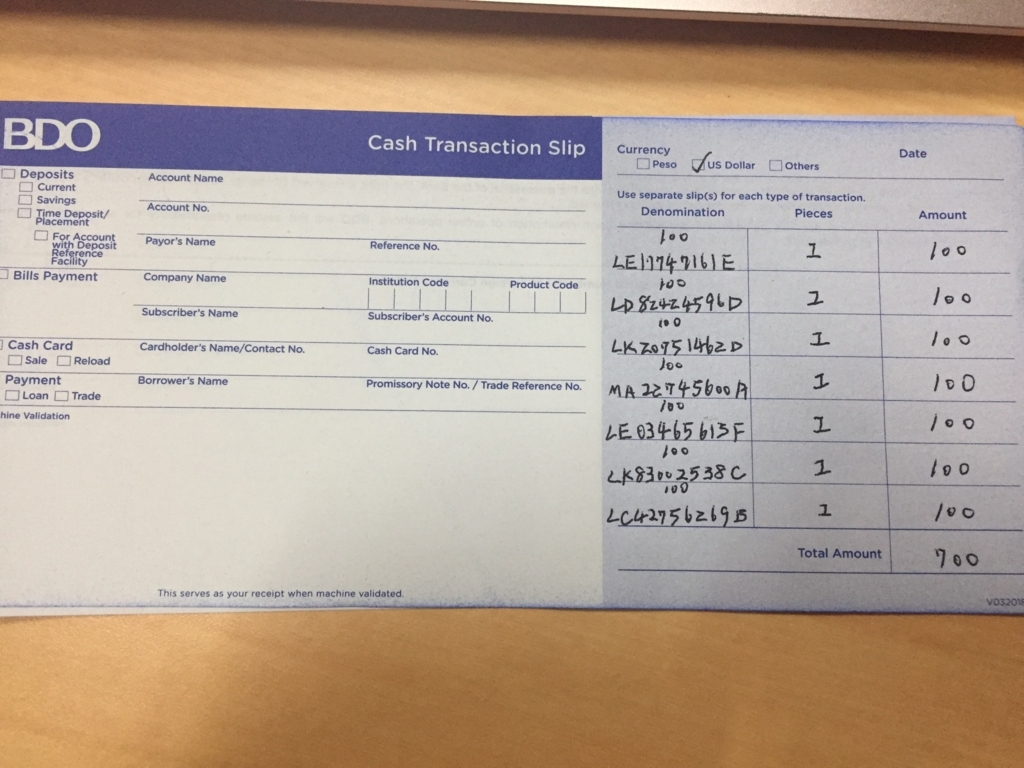 BDO
Cash Transaction Slip
Deposits
Current
Savings
Time Deposit/
Placement
For Account
with Deposit
Reference
Facility
Account Name
Account No.
Payor's Name Reference No.
Bills Payment
Company Name Institution Code Product Code
Subscriber's Name Subscriber's Account No.
Cash Card
Sale Reload
Cardholder's Name/Contact No. Cash Card No.
Payment
Loan Trade
Borrower's Name Promissory Note No. / Trade Reference No.
hine Validation
This serves as your receipt when machine validated.
Currency
Peso US Dollar Others
Date
Use separate slip(s) for each type of transaction.
Denomination Pieces Amount
100
LE17747161E 1 100
100
LD82424596D 1 100
100
LK20951462D 1 100
100
MA22745600A 1 100
100
LE03465613F 1 100
100
LK83002538C 1 100
100
LC42756269B 1 100
Total Amount 700